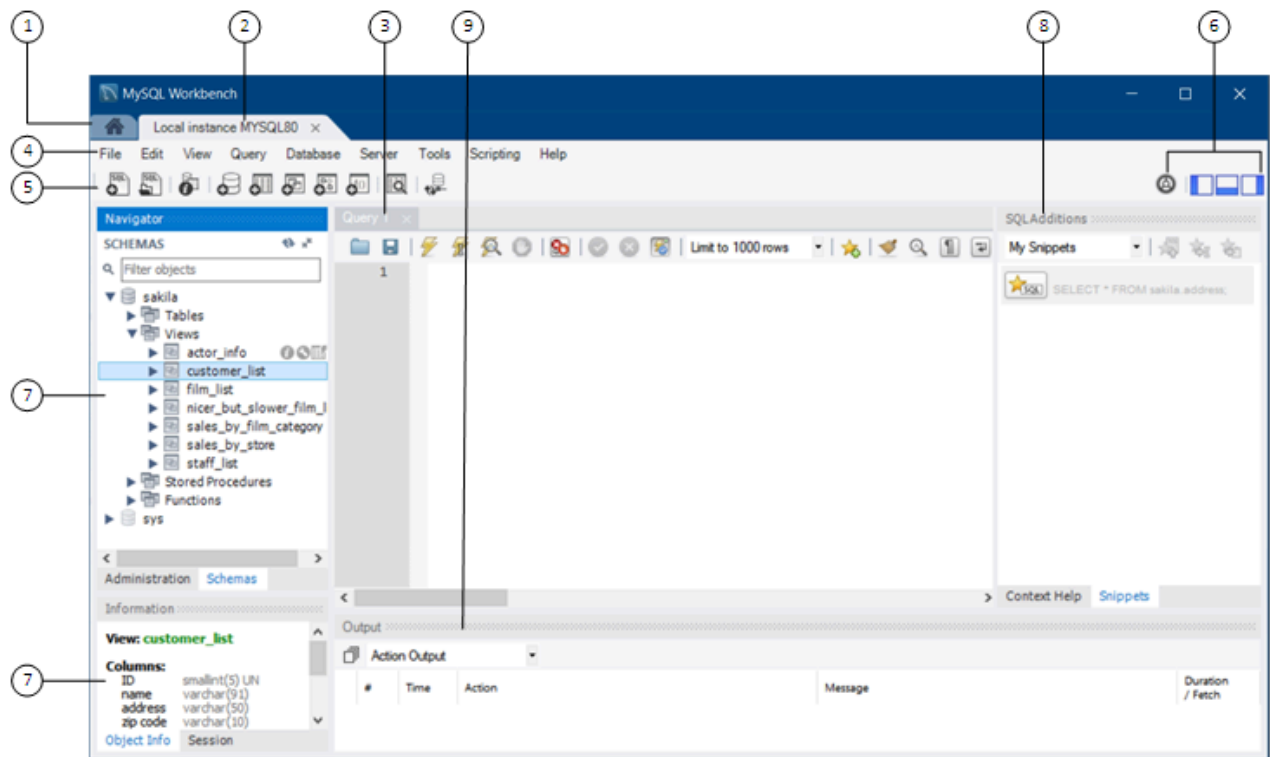 1 2 3 9 8 6
MySQL Workbench
Local instance MYSQL80
4
File Edit View Query Database Server Tools Scripting Help
5
Navigator
SCHEMAS
Filter objects
sakila
Tables
Views
actor_info
customer_list
film_list
nicer_but_slower_film_l
sales_by_film_category
sales_by_store
staff_list
Stored Procedures
Functions
sys
7
Administration Schemas
Information
View: customer_list
Columns:
ID smallint(5) UN
name varchar(91)
address varchar(50)
zip code varchar(10)
7
Object Info Session
Query 1
Limit to 1000 rows
1
Output
Action Output
# Time Action Message Duration / Fetch
SQLAdditions
My Snippets
SQL SELECT * FROM sakila.address;
Context Help Snippets